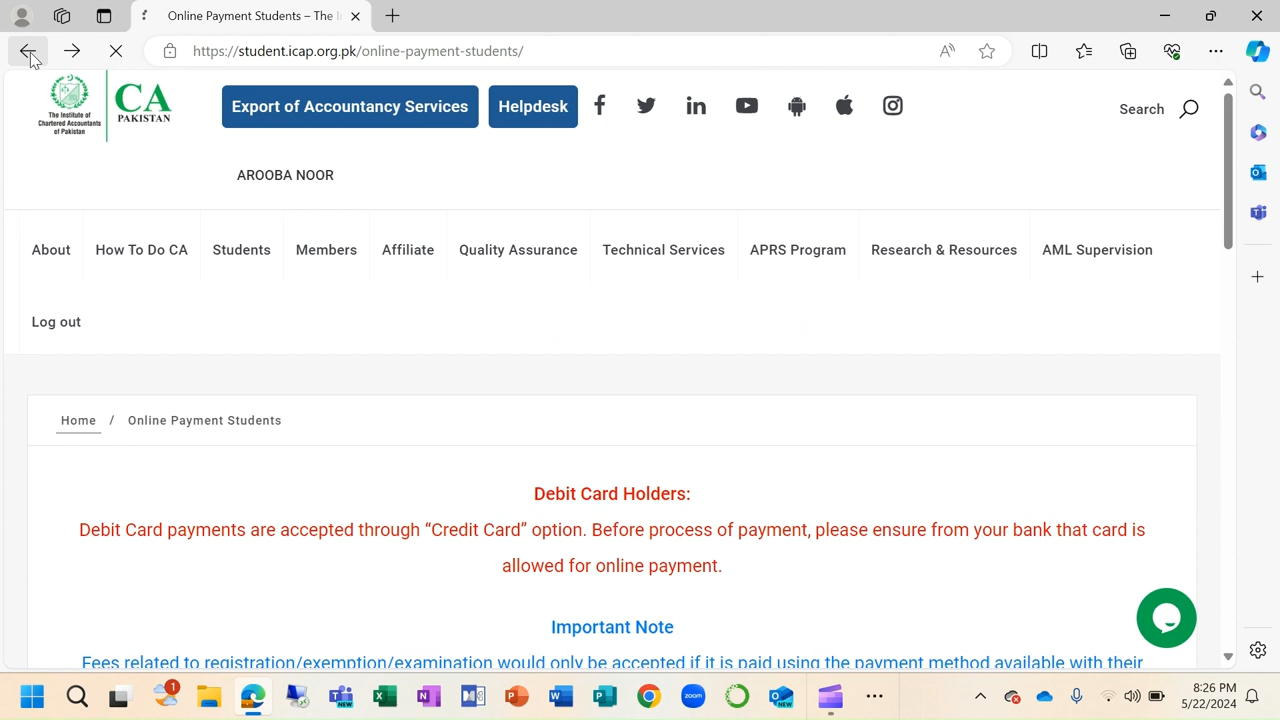 Online Payment Students – The I
https://student.icap.org.pk/online-payment-students/
The Institute of
Chartered Accountants
of Pakistan
CA
PAKISTAN
Export of Accountancy Services
Helpdesk
Search
AROOBA NOOR
About How To Do CA Students Members Affiliate Quality Assurance Technical Services APRS Program Research & Resources AML Supervision
Log out
Home / Online Payment Students
Debit Card Holders:
Debit Card payments are accepted through “Credit Card” option. Before process of payment, please ensure from your bank that card is
allowed for online payment.
Important Note
Fees related to registration/exemption/examination would only be accepted if it is paid using the payment method available with their
1
NEW
zoom
NEW
8:26 PM
5/22/2024